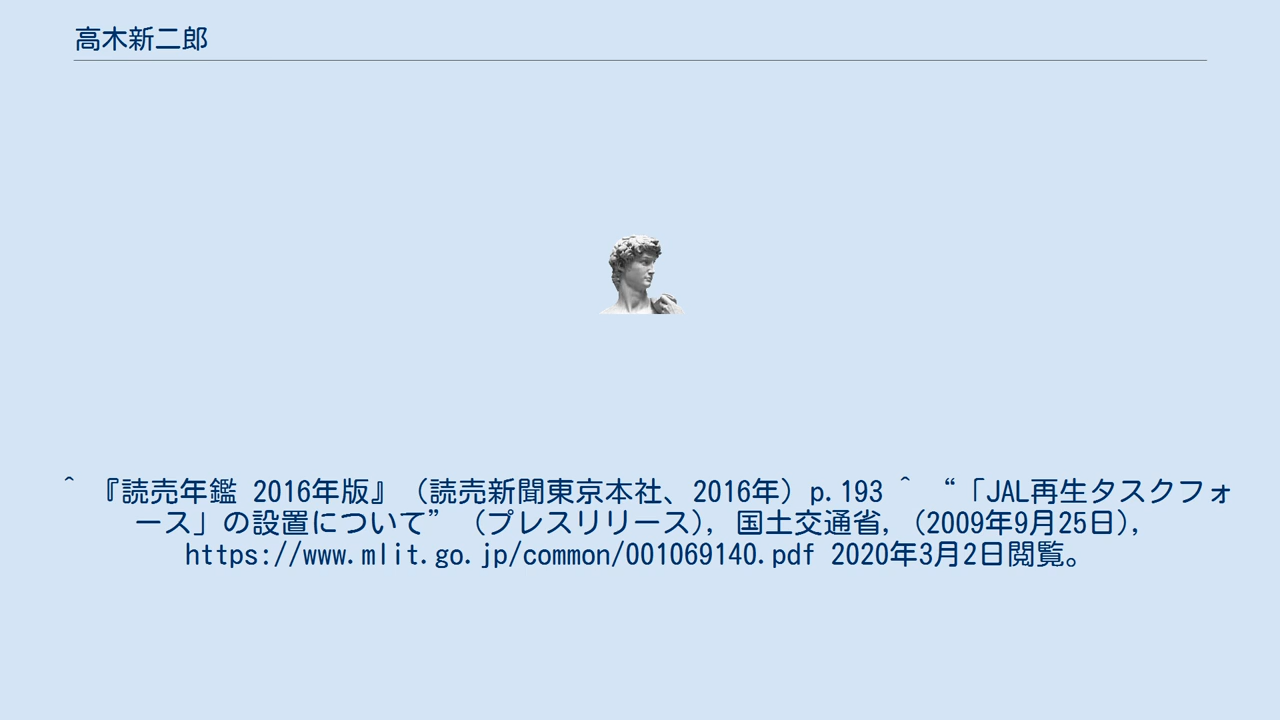 高木新二郎
^ 『読売年鑑 2016年版』（読売新聞東京本社、2016年）p.193 ^ “「JAL再生タスクフォ
ース」の設置について” （プレスリリース), 国土交通省, (2009年9月25日),
https://www.mlit.go.jp/common/001069140.pdf 2020年3月2日閲覧。